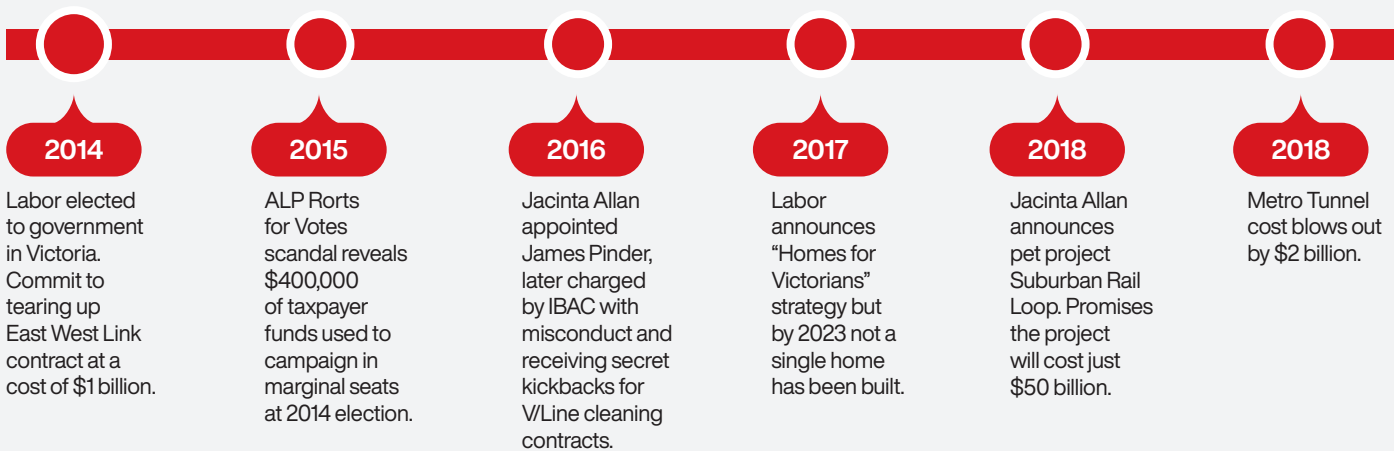 2014
Labor elected
to government
in Victoria.
Commit to
tearing up
East West Link
contract at a
cost of $1 billion.
2015
ALP Rorts
for Votes
scandal reveals
$400,000
of taxpayer
funds used to
campaign in
marginal seats
at 2014 election.
2016
Jacinta Allan
appointed
James Pinder,
later charged
by IBAC with
misconduct and
receiving secret
kickbacks for
V/Line cleaning
contracts.
2017
Labor
announces
“Homes for
Victorians”
strategy but
by 2023 not a
single home
has been built.
2018
Jacinta Allan
announces
pet project
Suburban Rail
Loop. Promises
the project
will cost just
$50 billion.
2018
Metro Tunnel
cost blows out
by $2 billion.